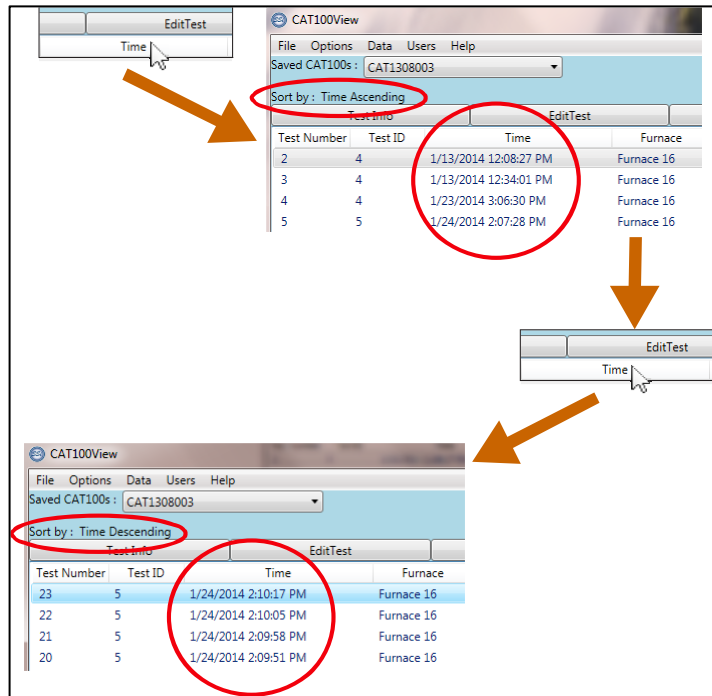 EditTest
Time
CAT100View
File Options Data Users Help
Saved CAT100s : CAT1308003
Sort by : Time Ascending
Test Info EditTest
Test Number Test ID Time Furnace
2 4 1/13/2014 12:08:27 PM Furnace 16
3 4 1/13/2014 12:34:01 PM Furnace 16
4 4 1/23/2014 3:06:30 PM Furnace 16
5 5 1/24/2014 2:07:28 PM Furnace 16
EditTest
Time
CAT100View
File Options Data Users Help
Saved CAT100s : CAT1308003
Sort by : Time Descending
Test Info EditTest
Test Number Test ID Time Furnace
23 5 1/24/2014 2:10:17 PM Furnace 16
22 5 1/24/2014 2:10:05 PM Furnace 16
21 5 1/24/2014 2:09:58 PM Furnace 16
20 5 1/24/2014 2:09:51 PM Furnace 16